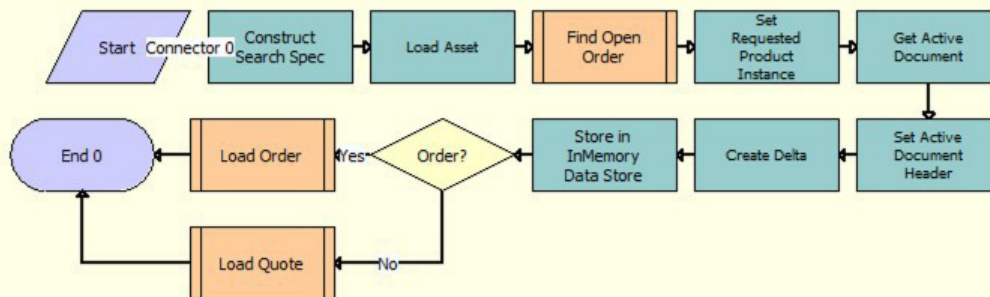 Start
Connector 0
Construct
Search Spec
Load Asset
Find Open
Order
Set
Requested
Product
Instance
Get Active
Document
End 0
Load Order
Yes
Order?
Store in
InMemory
Data Store
Create Delta
Set Active
Document
Header
Load Quote
No